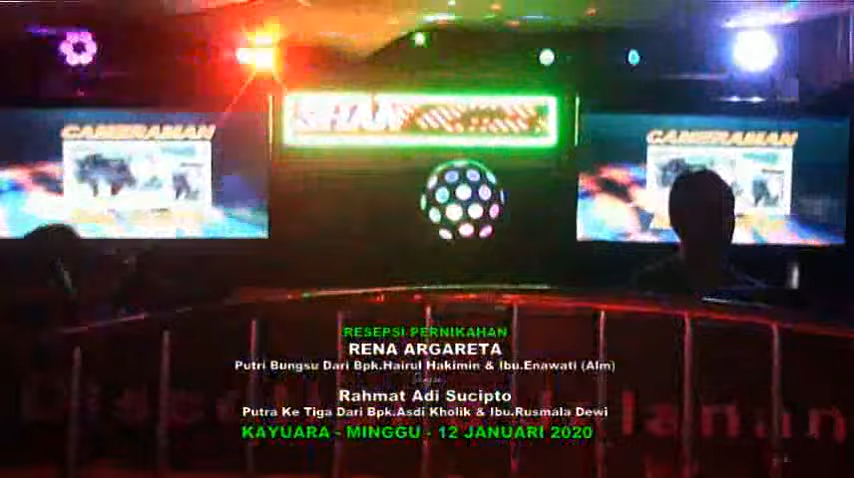 CAMERAMAN
CAMERAMAN
RESEPSI PERNIKAHAN
RENA ARGARETA
Putri Bungsu Dari Bpk.Hairul Hakimin & Ibu.Enawati (Alm)
Rahmat Adi Sucipto
Putra Ke Tiga Dari Bpk.Asdi Kholik & Ibu.Rusmala Dewi
KAYUARA - MINGGU - 12 JANUARI 2020